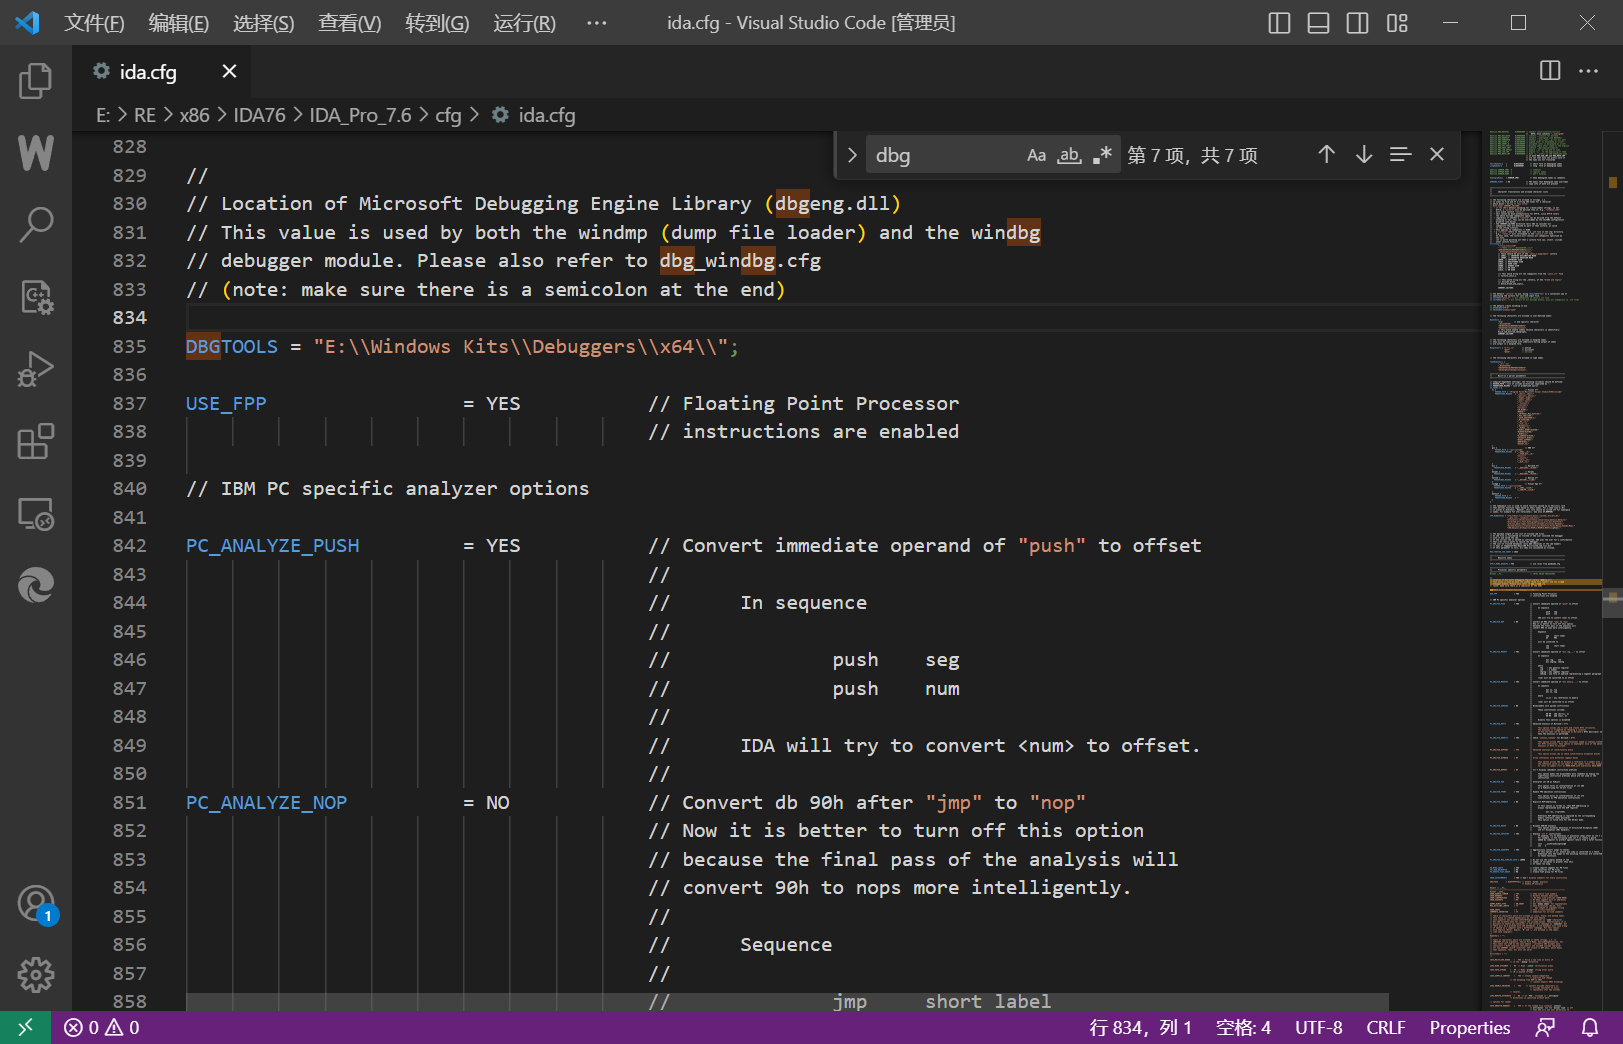 文件(F) 编辑(E) 选择(S) 查看(V) 转到(G) 运行(R) ··· ida.cfg - Visual Studio Code [管理员]
ida.cfg
E: > RE > x86 > IDA76 > IDA_Pro_7.6 > cfg > ida.cfg
dbg Aa ab .* 第 7 项，共 7 项
828
829 //
830 // Location of Microsoft Debugging Engine Library (dbgeng.dll)
831 // This value is used by both the windmp (dump file loader) and the windbg
832 // debugger module. Please also refer to dbg_windbg.cfg
833 // (note: make sure there is a semicolon at the end)
834
835 DBGTOOLS = "E:\\Windows Kits\\Debuggers\\x64\\";
836
837 USE_FPP = YES // Floating Point Processor
838 // instructions are enabled
839
840 // IBM PC specific analyzer options
841
842 PC_ANALYZE_PUSH = YES // Convert immediate operand of "push" to offset
843 //
844 // In sequence
845 //
846 // push seg
847 // push num
848 //
849 // IDA will try to convert <num> to offset.
850 //
851 PC_ANALYZE_NOP = NO // Convert db 90h after "jmp" to "nop"
852 // Now it is better to turn off this option
853 // because the final pass of the analysis will
854 // convert 90h to nops more intelligently.
855 //
856 // Sequence
857 //
858 // jmp short label
1
0 0 行 834，列 1 空格: 4 UTF-8 CRLF Properties